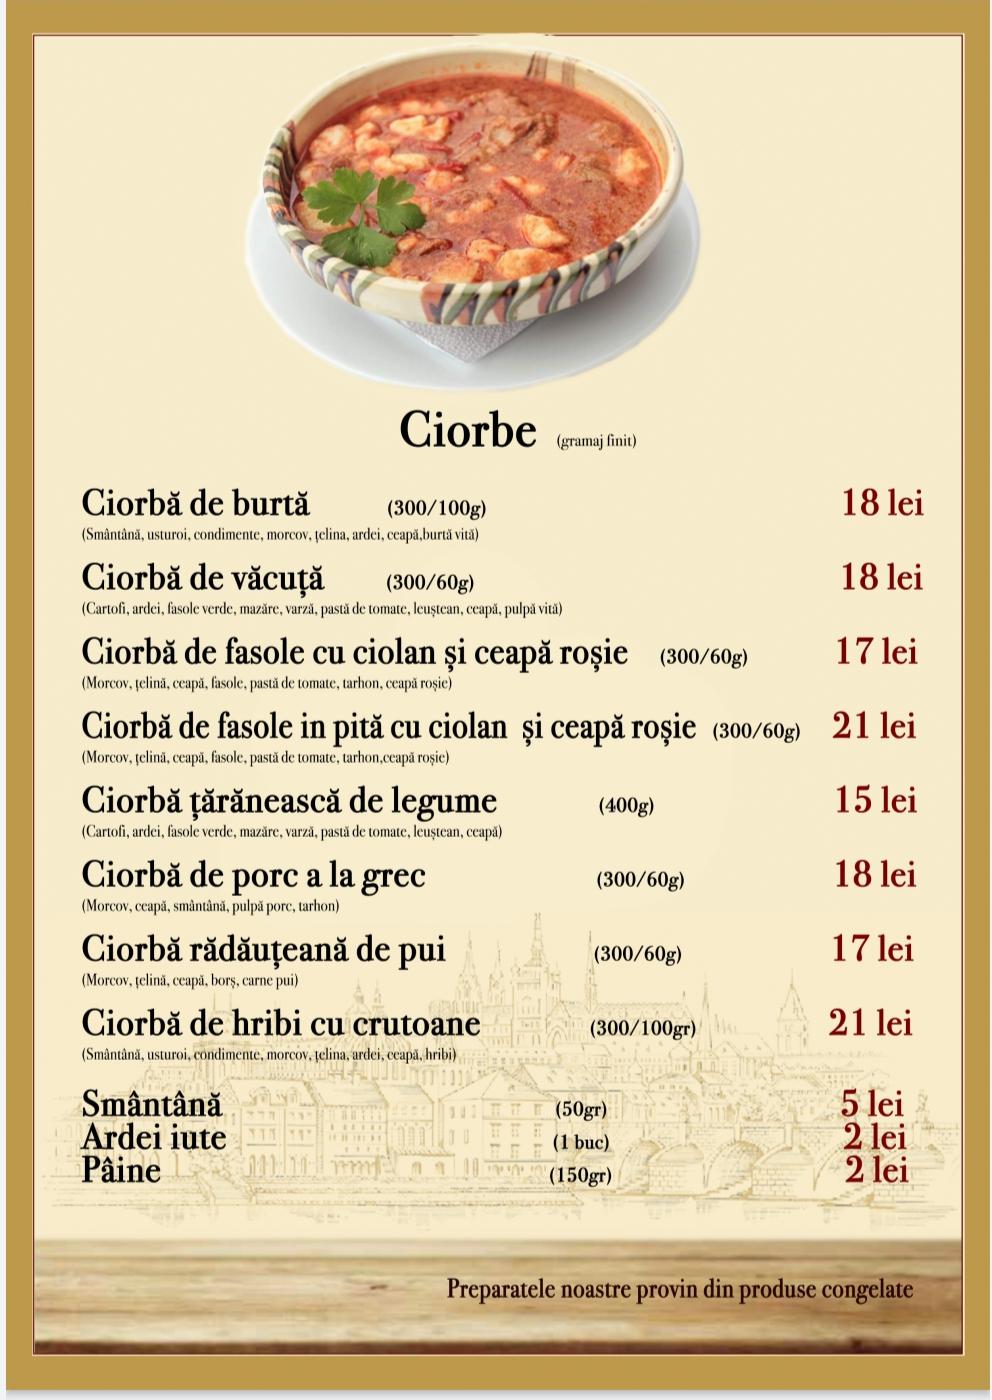 Ciorbe (gramaj finit)
Ciorbă de burtă (300/100g) 18 lei
(Smântână, usturoi, condimente, morcov, țelina, ardei, ceapă,burtă vită)
Ciorbă de văcuță (300/60g) 18 lei
(Cartofi, ardei, fasole verde, mazăre, varză, pastă de tomate, leuștean, ceapă, pulpă vită)
Ciorbă de fasole cu ciolan și ceapă roșie (300/60g) 17 lei
(Morcov, țelină, ceapă, fasole, pastă de tomate, tarhon, ceapă roșie)
Ciorbă de fasole in pită cu ciolan și ceapă roșie (300/60g) 21 lei
(Morcov, țelină, ceapă, fasole, pastă de tomate, tarhon,ceapă roșie)
Ciorbă țărănească de legume (400g) 15 lei
(Cartofi, ardei, fasole verde, mazăre, varză, pastă de tomate, leuștean, ceapă)
Ciorbă de porc a la grec (300/60g) 18 lei
(Morcov, ceapă, smântână, pulpă porc, tarhon)
Ciorbă rădăuțeană de pui (300/60g) 17 lei
(Morcov, țelină, ceapă, borș, carne pui)
Ciorbă de hribi cu crutoane (300/100gr) 21 lei
(Smântână, usturoi, condimente, morcov, țelina, ardei, ceapă, hribi)
Smântână (50gr) 5 lei
Ardei iute (1 buc) 2 lei
Pâine (150gr) 2 lei
Preparatele noastre provin din produse congelate